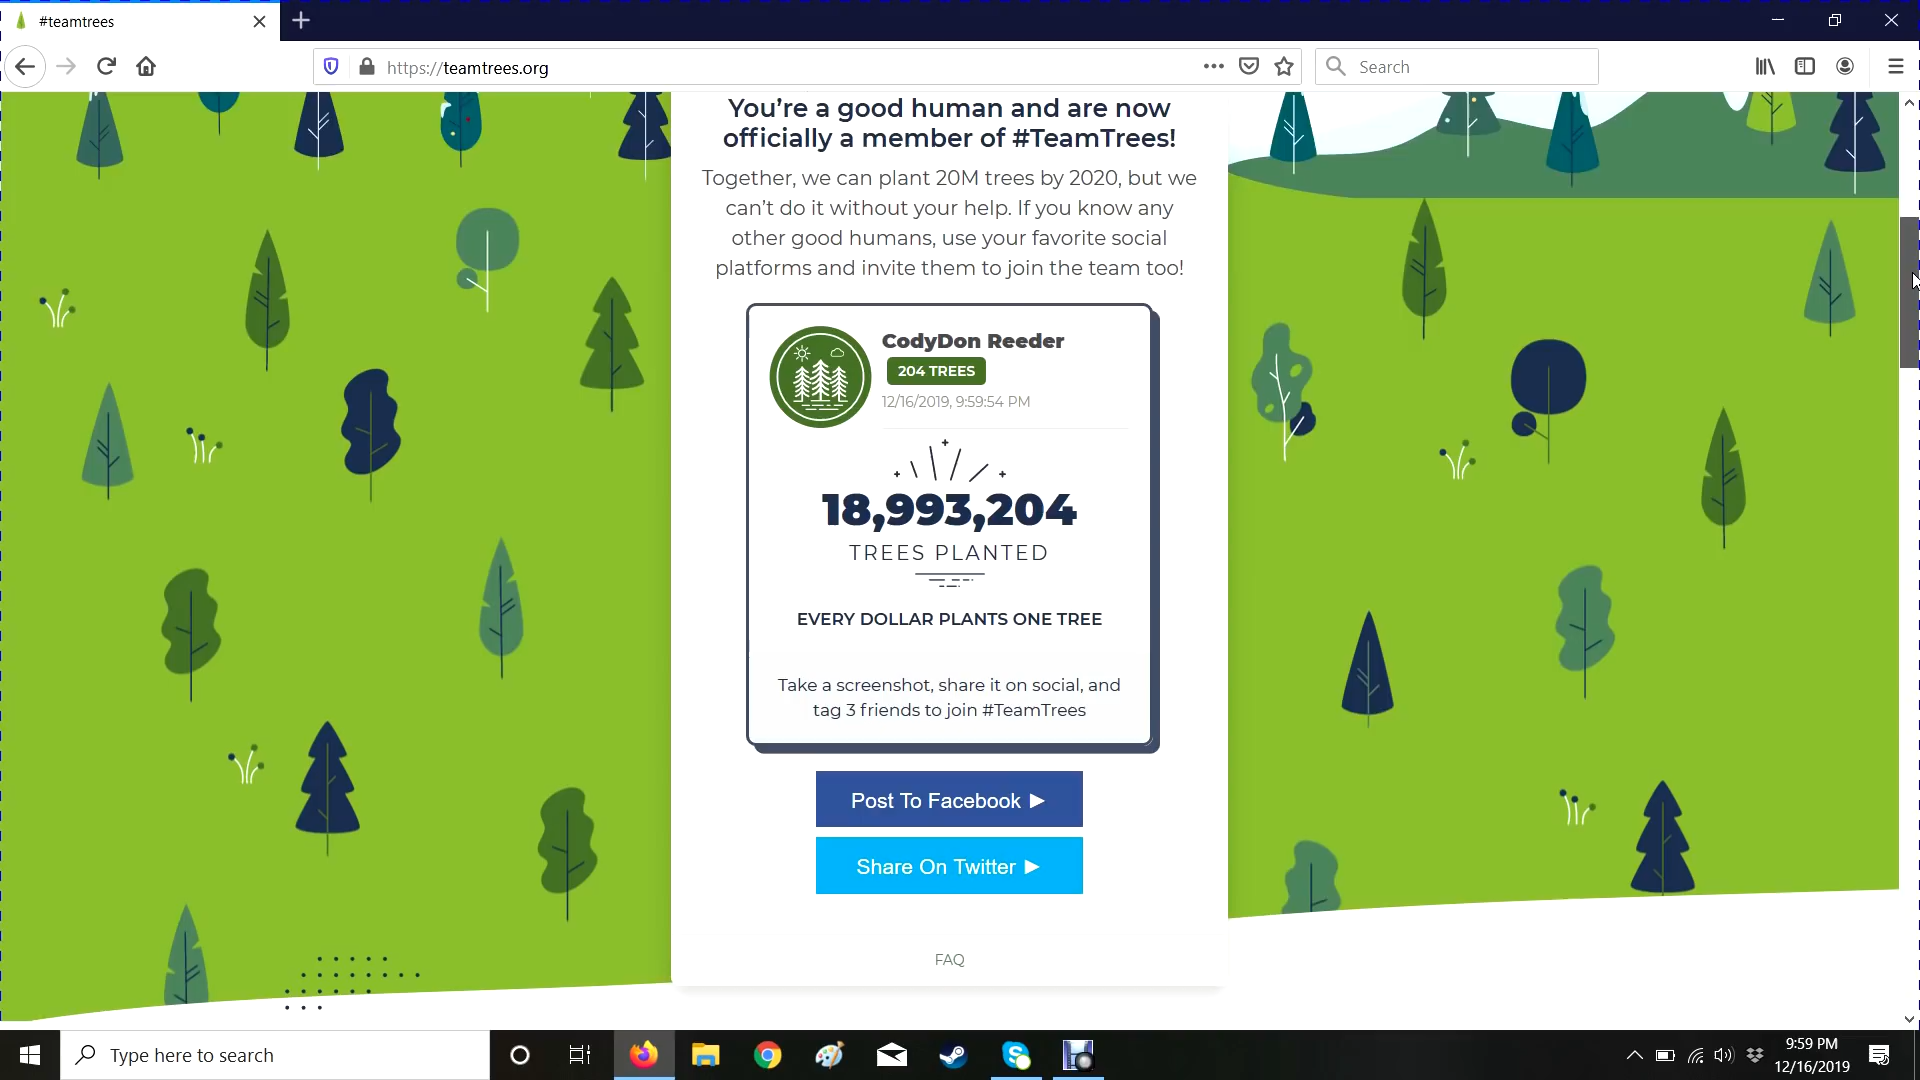 #teamtrees
https://teamtrees.org
Search
You're a good human and are now
officially a member of #TeamTrees!
Together, we can plant 20M trees by 2020, but we
can't do it without your help. If you know any
other good humans, use your favorite social
platforms and invite them to join the team too!
CodyDon Reeder
204 TREES
12/16/2019, 9:59:54 PM
18,993,204
TREES PLANTED
EVERY DOLLAR PLANTS ONE TREE
Take a screenshot, share it on social, and
tag 3 friends to join #TeamTrees
Post To Facebook ►
Share On Twitter ►
FAQ
Type here to search
9:59 PM
12/16/2019